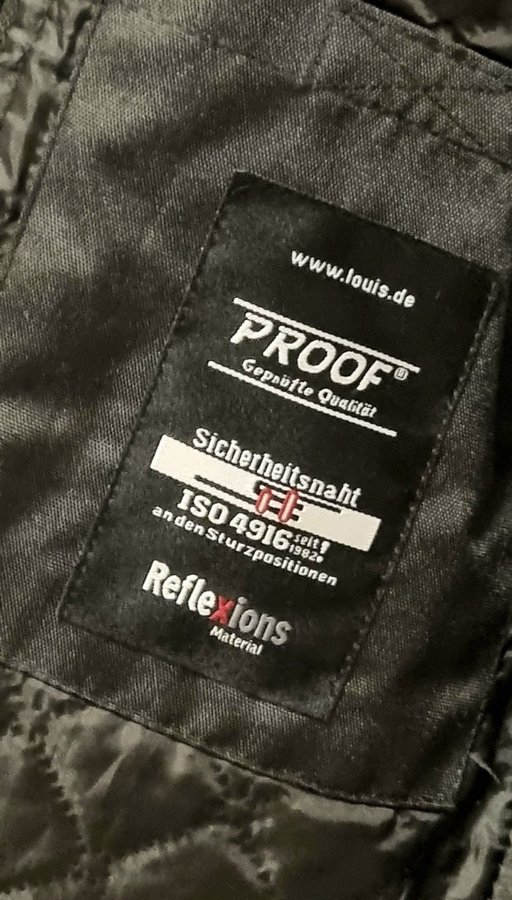 www.louis.de
PROOF®
Geprüfte Qualität
Sicherheitsnaht
ISO 4916 seit 1982!
an den Sturzpositionen
Reflexions
Material